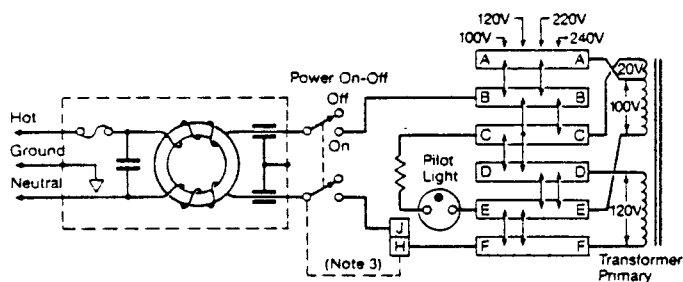 120V
220V
100V
240V
A
A
20V
Power On-Off
Off
B
B
100V
Hot
C
C
On
Pilot
Light
Ground
D
D
Neutral
E
E
120V
J
H
F
F
(Note 3)
Transformer
Primary